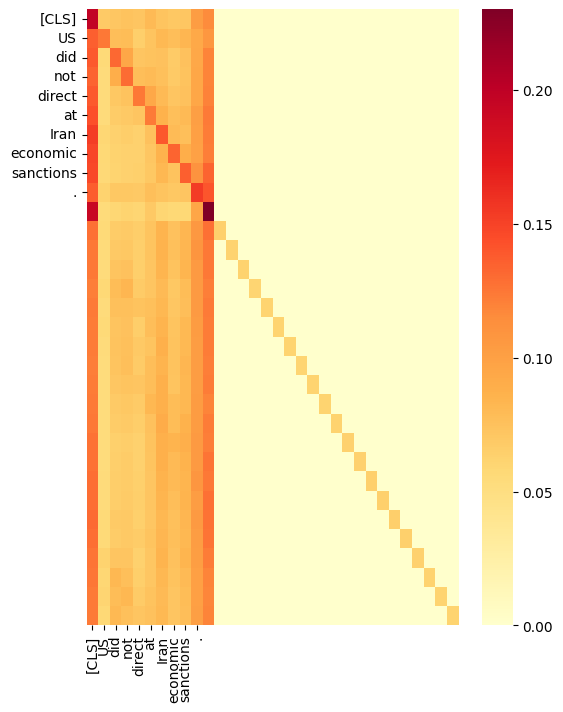 [CLS]
US
did
not
direct
at
Iran
economic
sanctions
.
0.20
0.15
0.10
0.05
0.00
[CLS]
US
did
not
direct
at
Iran
economic
sanctions
.